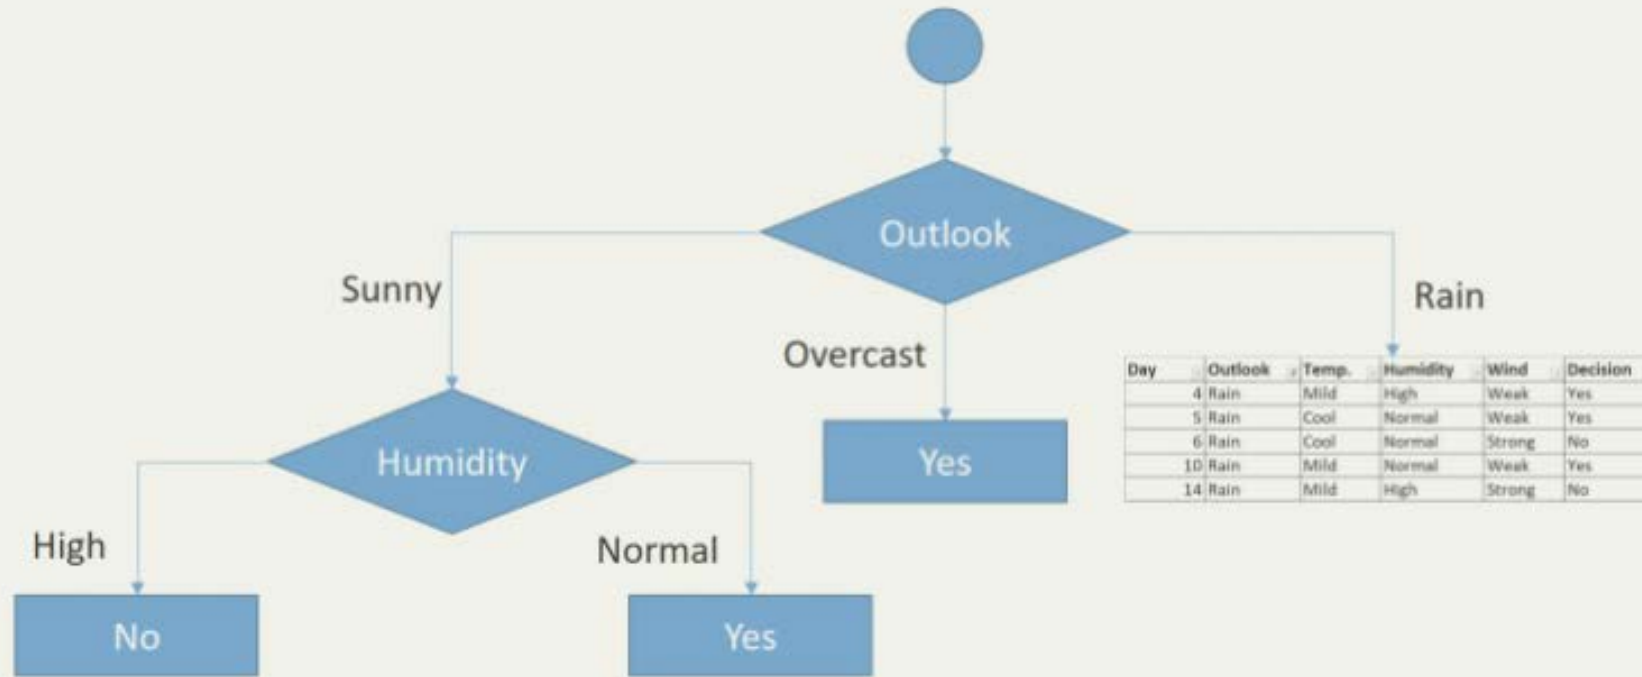 Outlook
Sunny
Rain
Overcast
Day Outlook Temp. Humidity Wind Decision
4 Rain Mild High Weak Yes
5 Rain Cool Normal Weak Yes
6 Rain Cool Normal Strong No
10 Rain Mild Normal Weak Yes
14 Rain Mild High Strong No
Humidity
Yes
High
Normal
No
Yes